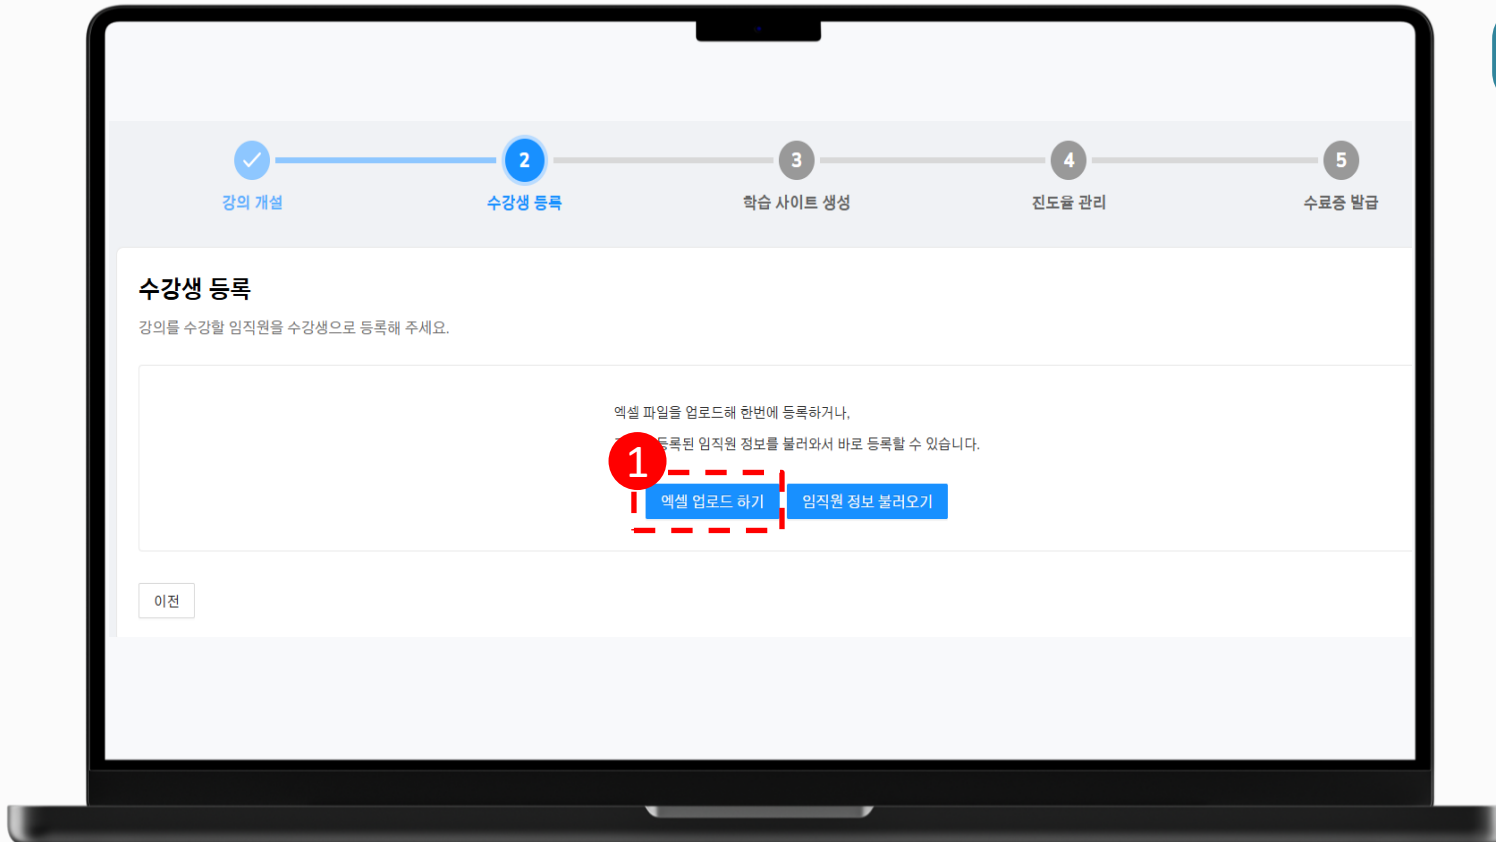 2
3
4
5
강의 개설
수강생 등록
학습 사이트 생성
진도율 관리
수료증 발급
수강생 등록
강의를 수강할 임직원을 수강생으로 등록해 주세요.
엑셀 파일을 업로드해 한번에 등록하거나,
등록된 임직원 정보를 불러와서 바로 등록할 수 있습니다.
1
엑셀 업로드 하기
임직원 정보 불러오기
이전